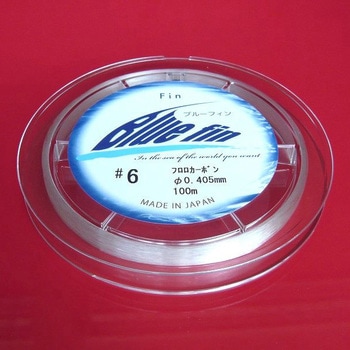 Fin
ブルーフィン
Blue fin
In the sea of the world you want
#6
フロロカーボン
φ0.405mm
100m
MADE IN JAPAN